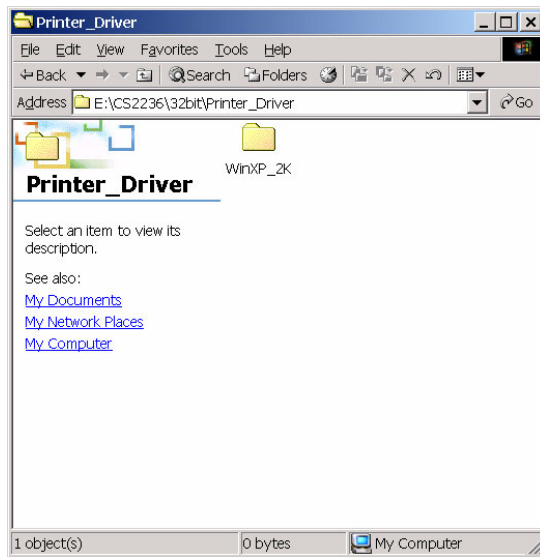 Printer_Driver
File Edit View Favorites Tools Help
Back Search Folders
Address E:\CS2236\32bit\Printer_Driver Go
WinXP_2K
Printer_Driver
Select an item to view its
description.
See also:
My Documents
My Network Places
My Computer
1 object(s) 0 bytes My Computer